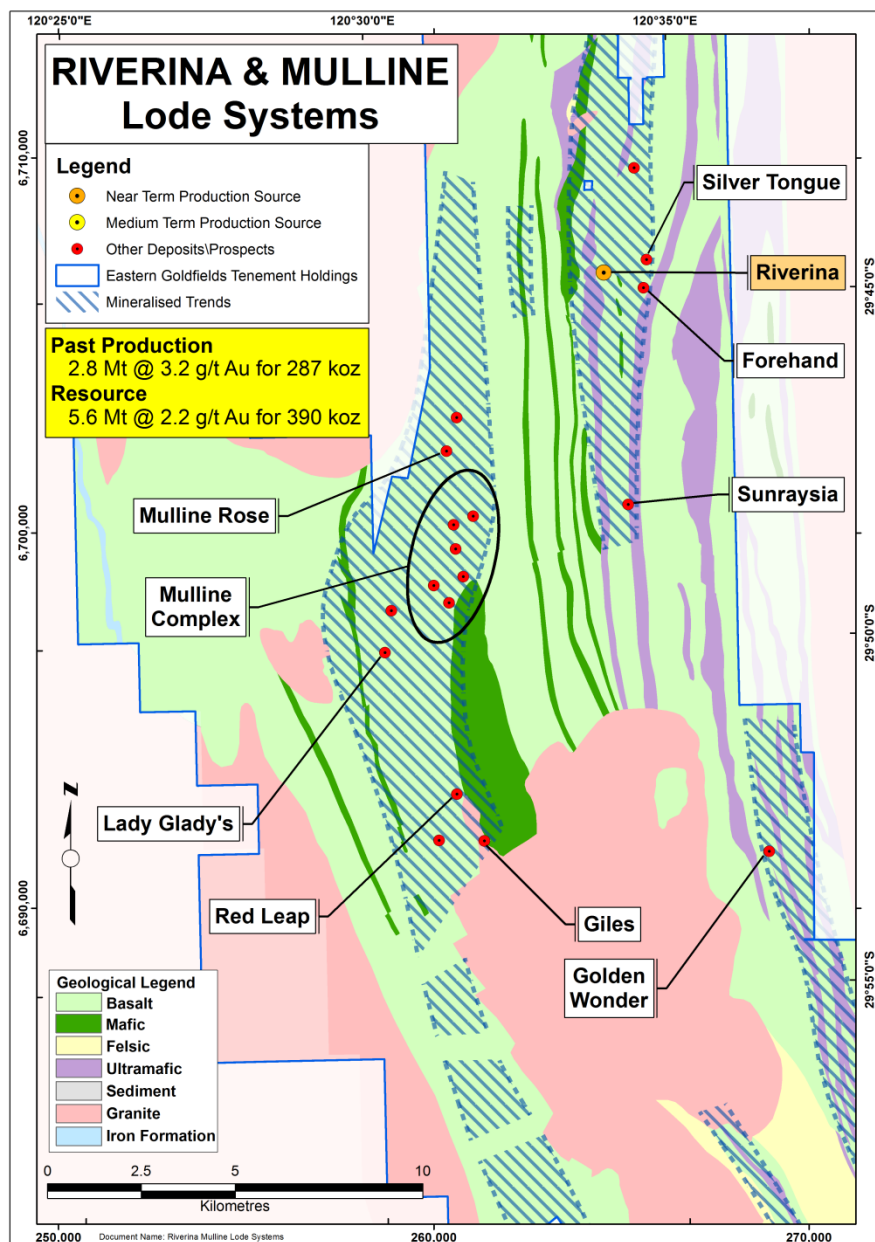 120°25'0"E
120°30'0"E
120°35'0"E
RIVERINA & MULLINE
Lode Systems
Legend
Near Term Production Source
Medium Term Production Source
Other Deposits\Prospects
Eastern Goldfields Tenement Holdings
Mineralised Trends
Past Production
2.8 Mt @ 3.2 g/t Au for 287 koz
Resource
5.6 Mt @ 2.2 g/t Au for 390 koz
6,710,000
Silver Tongue
Riverina
29°45'0"S
Forehand
Sunraysia
Mulline Rose
6,700,000
Mulline
Complex
29°50'0"S
N
Lady Glady's
Red Leap
6,690,000
Giles
Golden
Wonder
29°55'0"S
Geological Legend
Basalt
Mafic
Felsic
Ultramafic
Sediment
Granite
Iron Formation
0 2.5 5 10
Kilometres
250,000
Document Name: Riverina Mulline Lode Systems
260,000
270,000